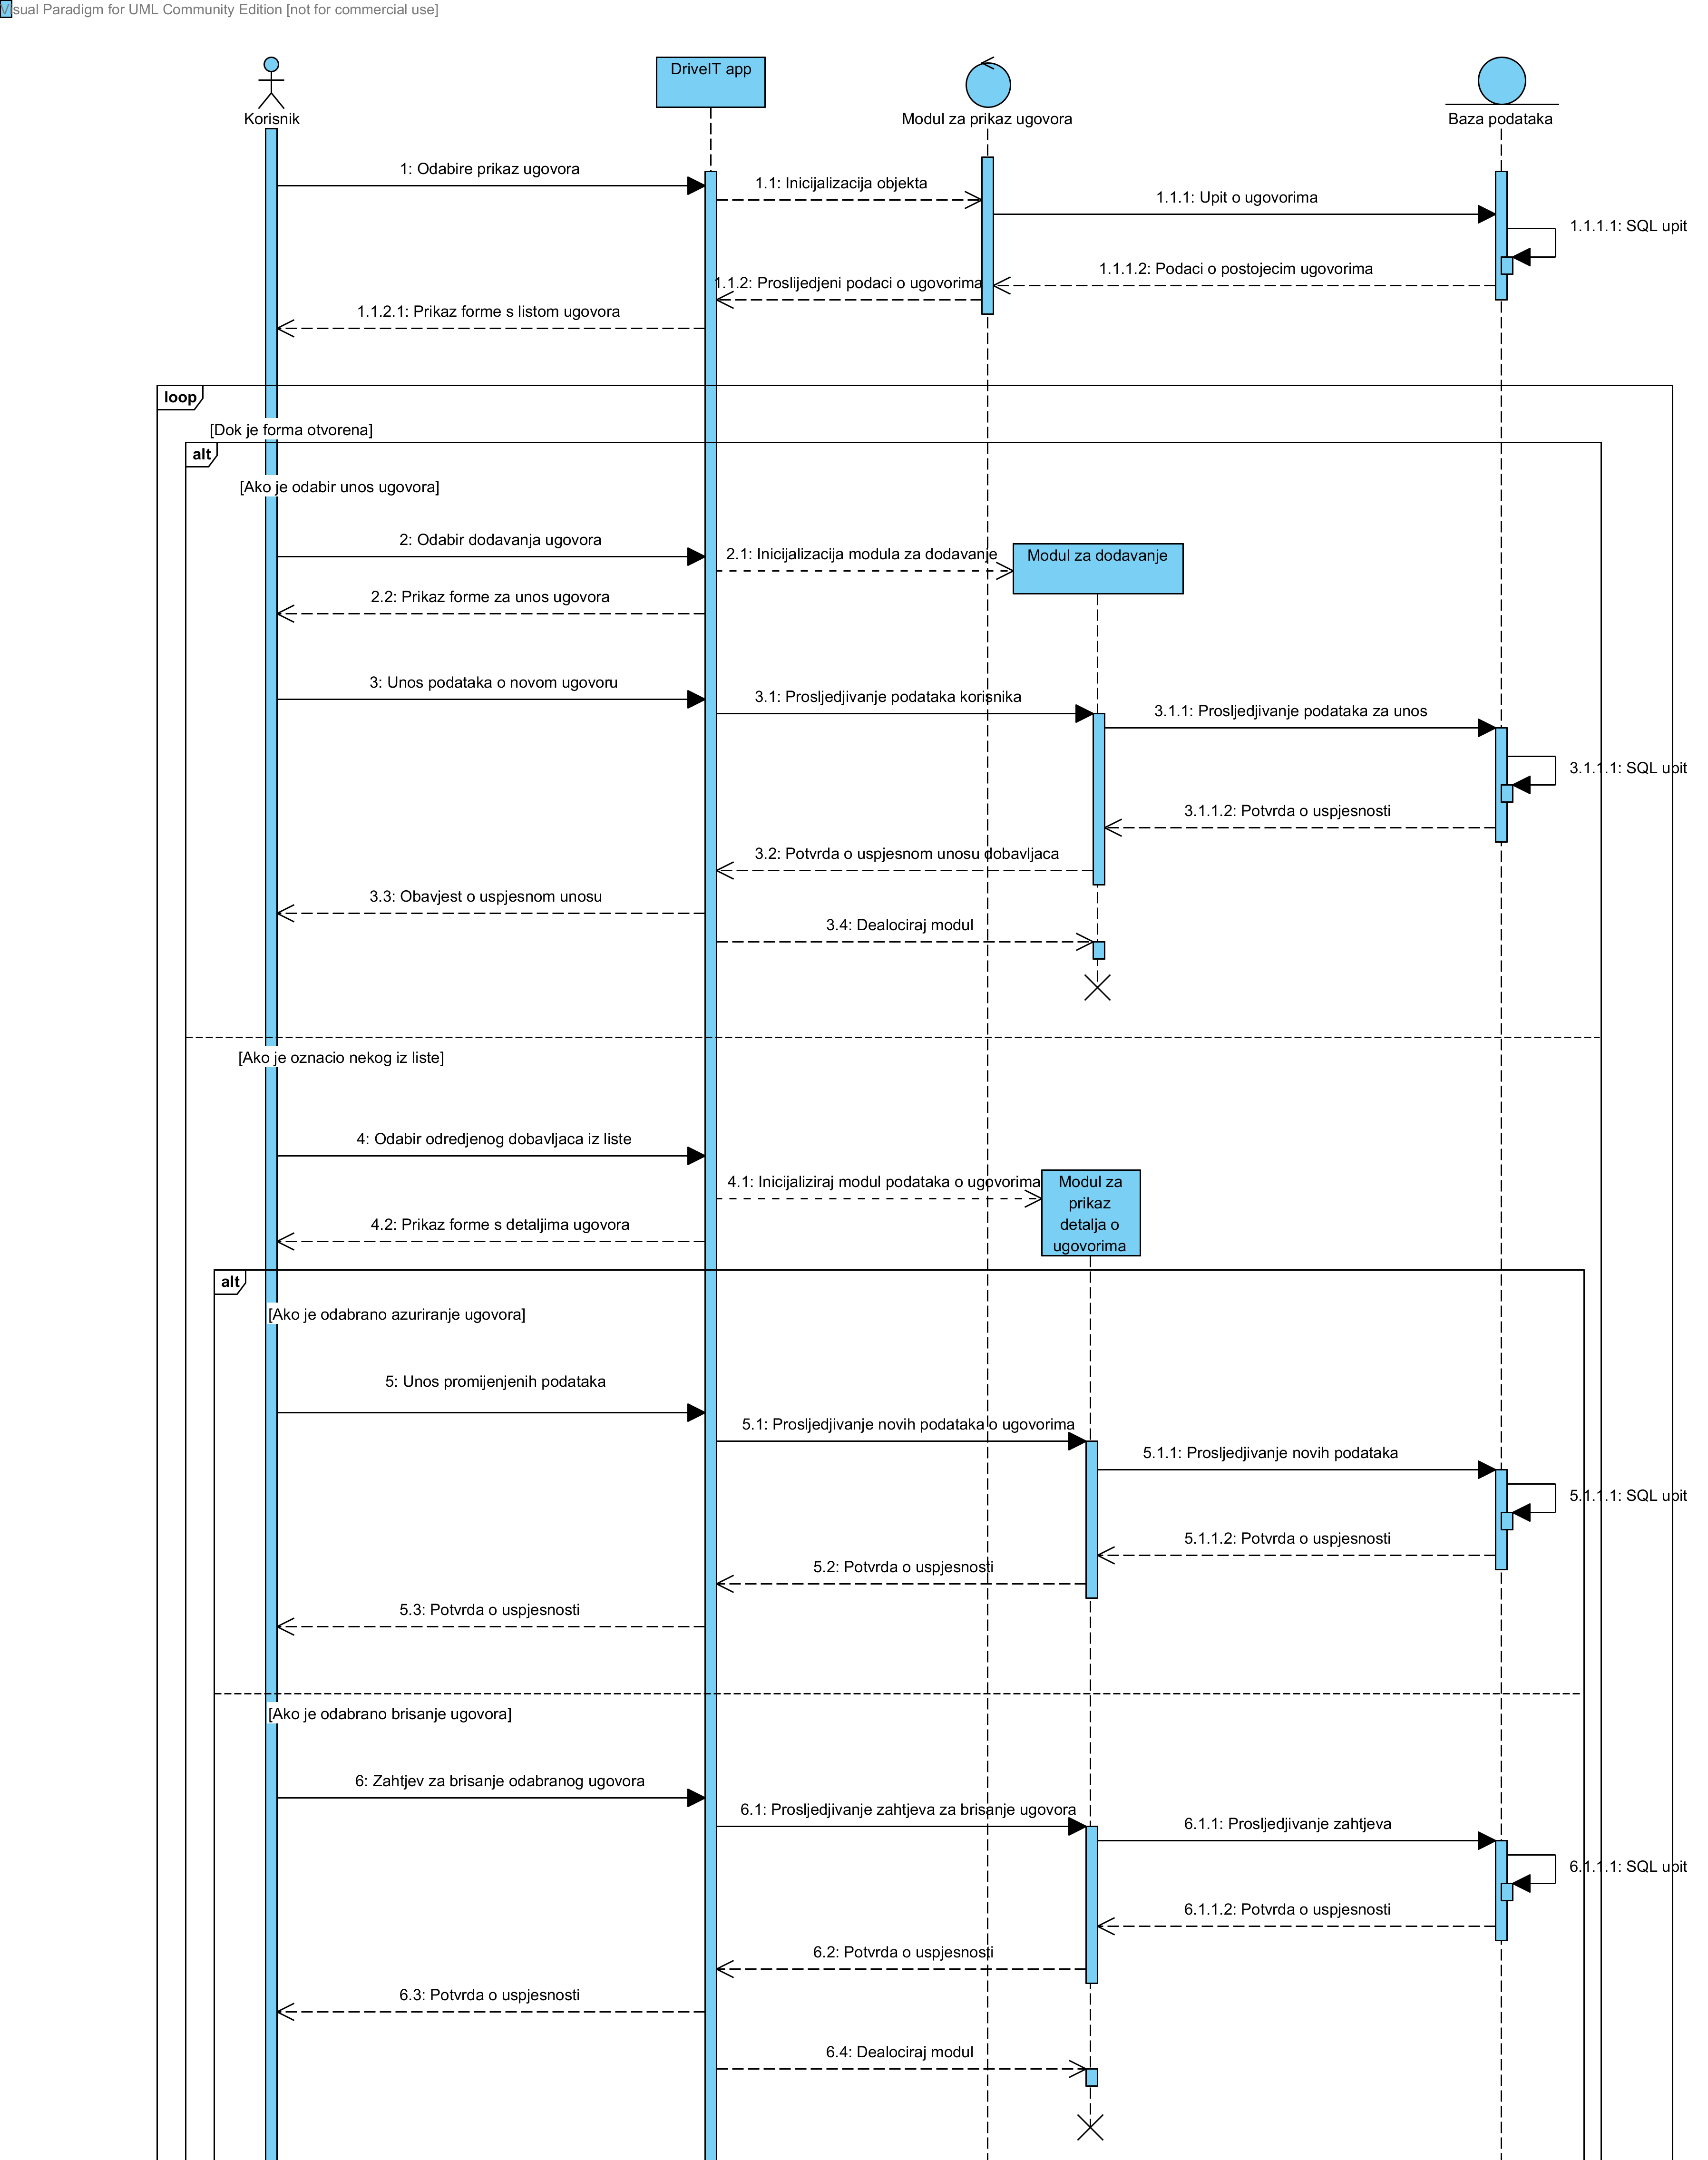 Visual Paradigm for UML Community Edition [not for commercial use]
DriveIT app
Korisnik
Modul za prikaz ugovora
Baza podataka
1: Odabire prikaz ugovora
1.1: Inicijalizacija objekta
1.1.1: Upit o ugovorima
1.1.1.1: SQL upit
1.1.1.2: Podaci o postojecim ugovorima
1.1.2: Proslijedjeni podaci o ugovorima
1.1.2.1: Prikaz forme s listom ugovora
loop
[Dok je forma otvorena]
alt
[Ako je odabir unos ugovora]
2: Odabir dodavanja ugovora
2.1: Inicijalizacija modula za dodavanje
Modul za dodavanje
2.2: Prikaz forme za unos ugovora
3: Unos podataka o novom ugovoru
3.1: Prosljedjivanje podataka korisnika
3.1.1: Prosljedjivanje podataka za unos
3.1.1.1: SQL upit
3.1.1.2: Potvrda o uspjesnosti
3.2: Potvrda o uspjesnom unosu dobavljaca
3.3: Obavjest o uspjesnom unosu
3.4: Dealociraj modul
[Ako je oznacio nekog iz liste]
4: Odabir odredjenog dobavljaca iz liste
4.1: Inicijaliziraj modul podataka o ugovorima
Modul za
prikaz
detalja o
ugovorima
4.2: Prikaz forme s detaljima ugovora
alt
[Ako je odabrano azuriranje ugovora]
5: Unos promijenjenih podataka
5.1: Prosljedjivanje novih podataka o ugovorima
5.1.1: Prosljedjivanje novih podataka
5.1.1.1: SQL upit
5.1.1.2: Potvrda o uspjesnosti
5.2: Potvrda o uspjesnosti
5.3: Potvrda o uspjesnosti
[Ako je odabrano brisanje ugovora]
6: Zahtjev za brisanje odabranog ugovora
6.1: Prosljedjivanje zahtjeva za brisanje ugovora
6.1.1: Prosljedjivanje zahtjeva
6.1.1.1: SQL upit
6.1.1.2: Potvrda o uspjesnosti
6.2: Potvrda o uspjesnosti
6.3: Potvrda o uspjesnosti
6.4: Dealociraj modul